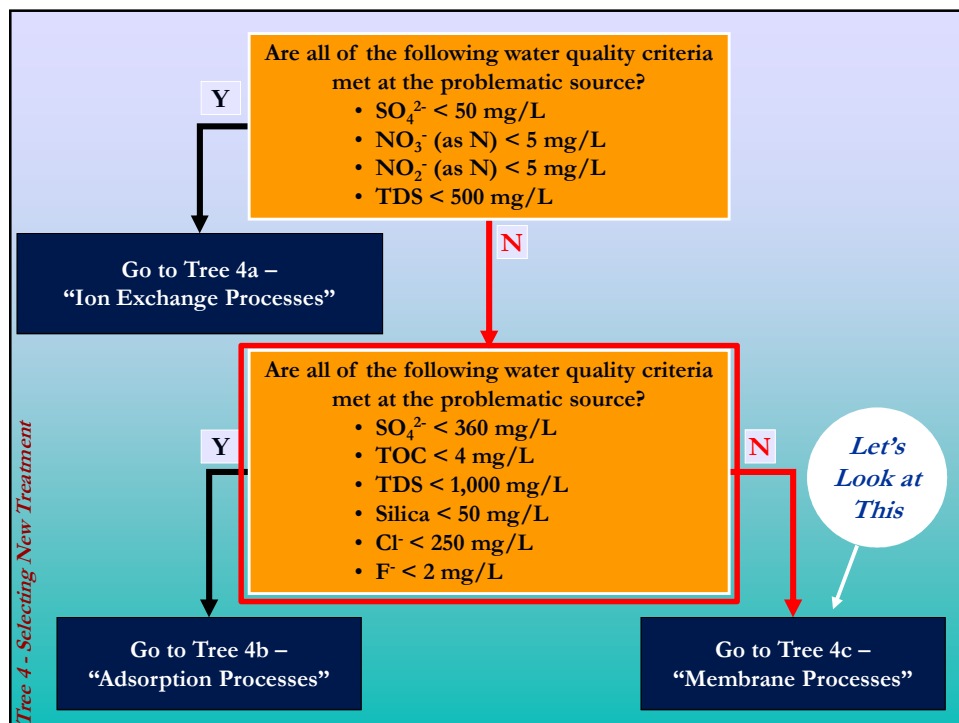 Are all of the following water quality criteria
met at the problematic source?
• SO₄²⁻ < 50 mg/L
• NO₃⁻ (as N) < 5 mg/L
• NO₂⁻ (as N) < 5 mg/L
• TDS < 500 mg/L
Y
N
Go to Tree 4a –
“Ion Exchange Processes”
Are all of the following water quality criteria
met at the problematic source?
• SO₄²⁻ < 360 mg/L
• TOC < 4 mg/L
• TDS < 1,000 mg/L
• Silica < 50 mg/L
• Cl⁻ < 250 mg/L
• F⁻ < 2 mg/L
Y
N
Let’s
Look at
This
Go to Tree 4b –
“Adsorption Processes”
Go to Tree 4c –
“Membrane Processes”
Tree 4 - Selecting New Treatment